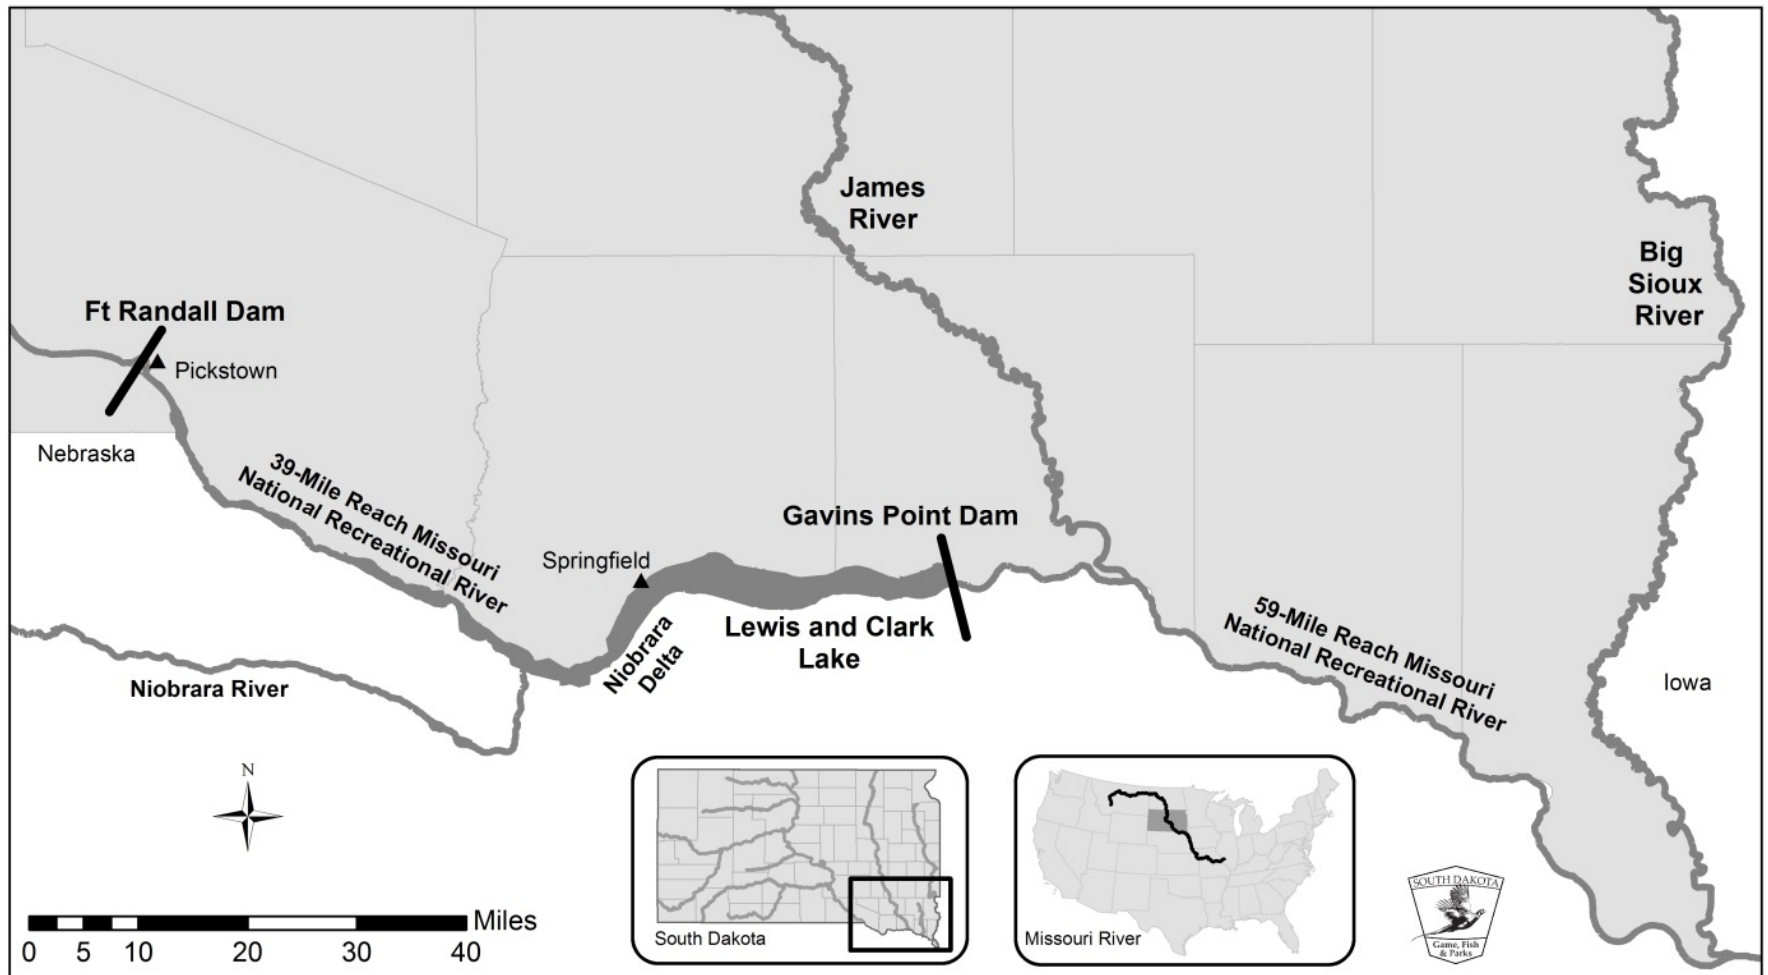 James
River
Big
Sioux
River
Ft Randall Dam
Pickstown
Nebraska
39-Mile Reach Missouri
National Recreational River
Gavins Point Dam
Springfield
Niobrara
Delta
Lewis and Clark
Lake
59-Mile Reach Missouri
National Recreational River
Niobrara River
Iowa
N
Miles
0 5 10 20 30 40
South Dakota
Missouri River
SOUTH DAKOTA
Game, Fish
& Parks